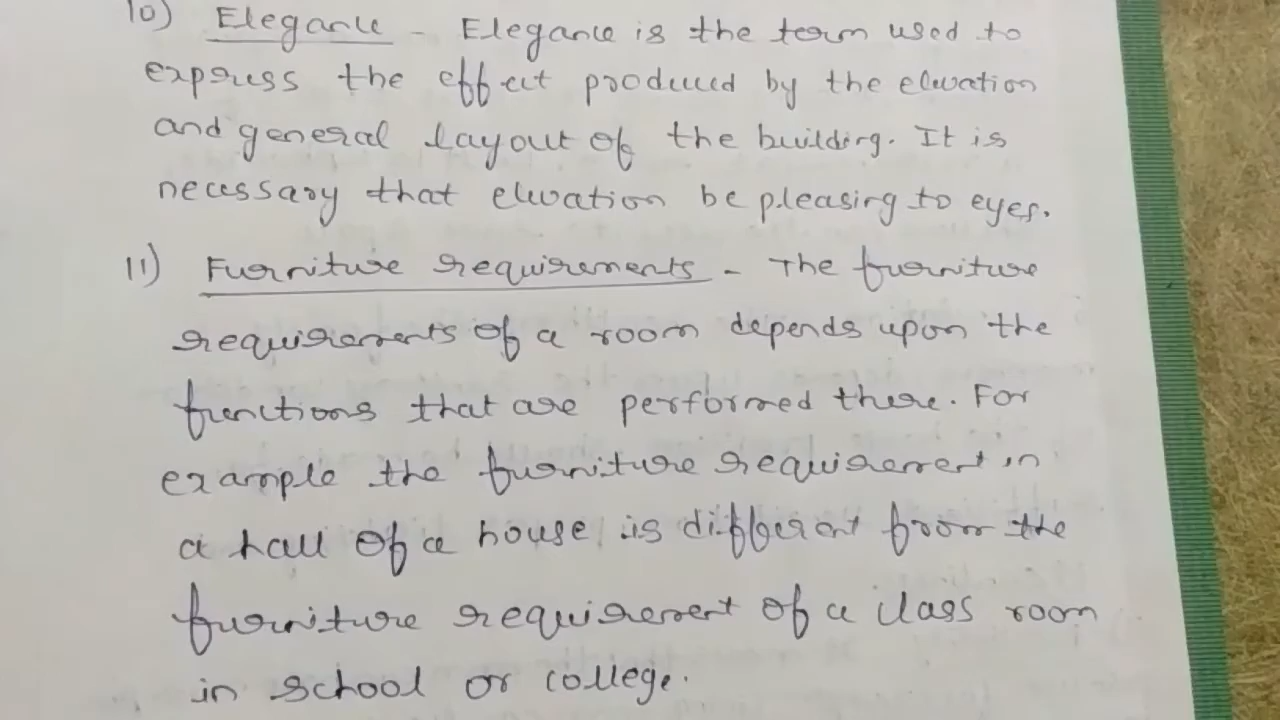 10) Elegance - Elegance is the term used to
express the effect produced by the elevation
and general layout of the building. It is
necessary that elevation be pleasing to eyes.
11) Furniture requirements - The furniture
requirements of a room depends upon the
functions that are performed there. For
example the furniture requirement in
a hall of a house is different from the
furniture requirement of a class room
in school or college.